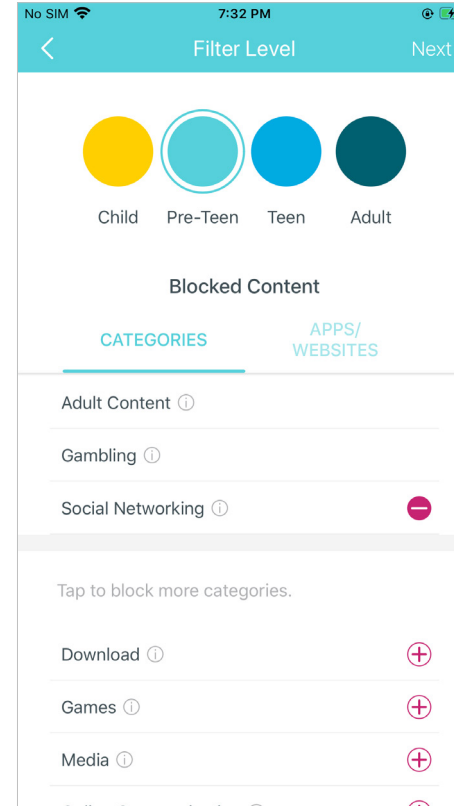 No SIM 7:32 PM
Filter Level Next
Child Pre-Teen Teen Adult
Blocked Content
CATEGORIES
APPS/
WEBSITES
Adult Content
Gambling
Social Networking
Tap to block more categories.
Download
Games
Media